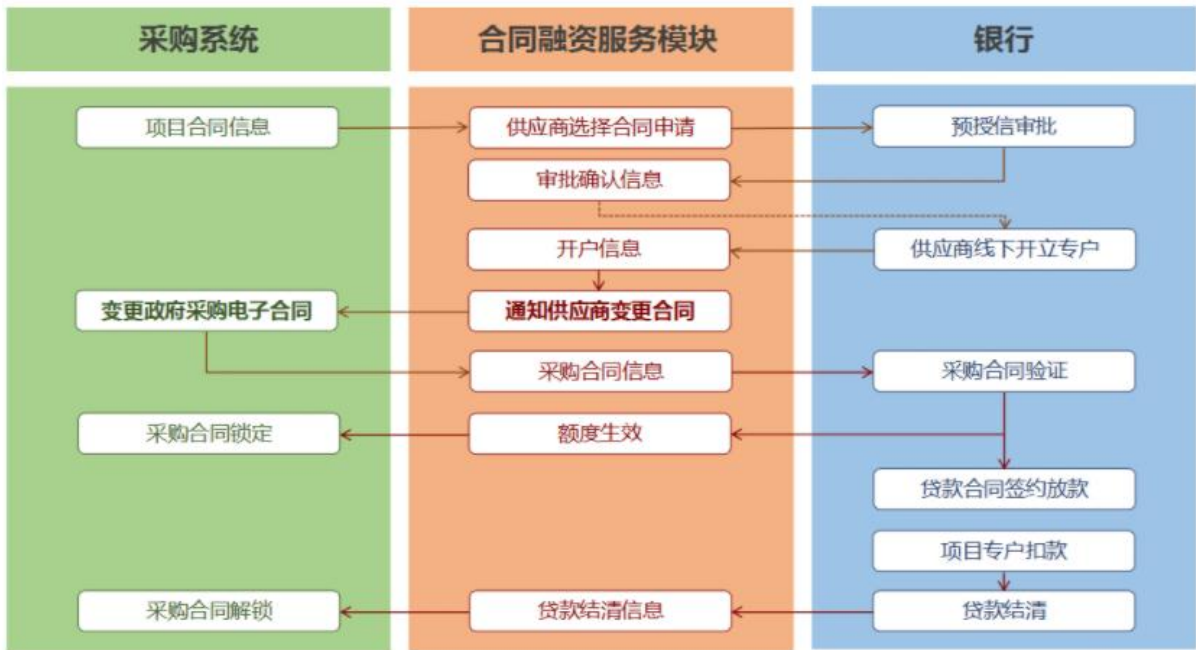 采购系统
合同融资服务模块
银行
项目合同信息
供应商选择合同申请
预授信审批
审批确认信息
开户信息
供应商线下开立专户
变更政府采购电子合同
通知供应商变更合同
采购合同信息
采购合同验证
采购合同锁定
额度生效
贷款合同签约放款
项目专户扣款
采购合同解锁
贷款结清信息
贷款结清